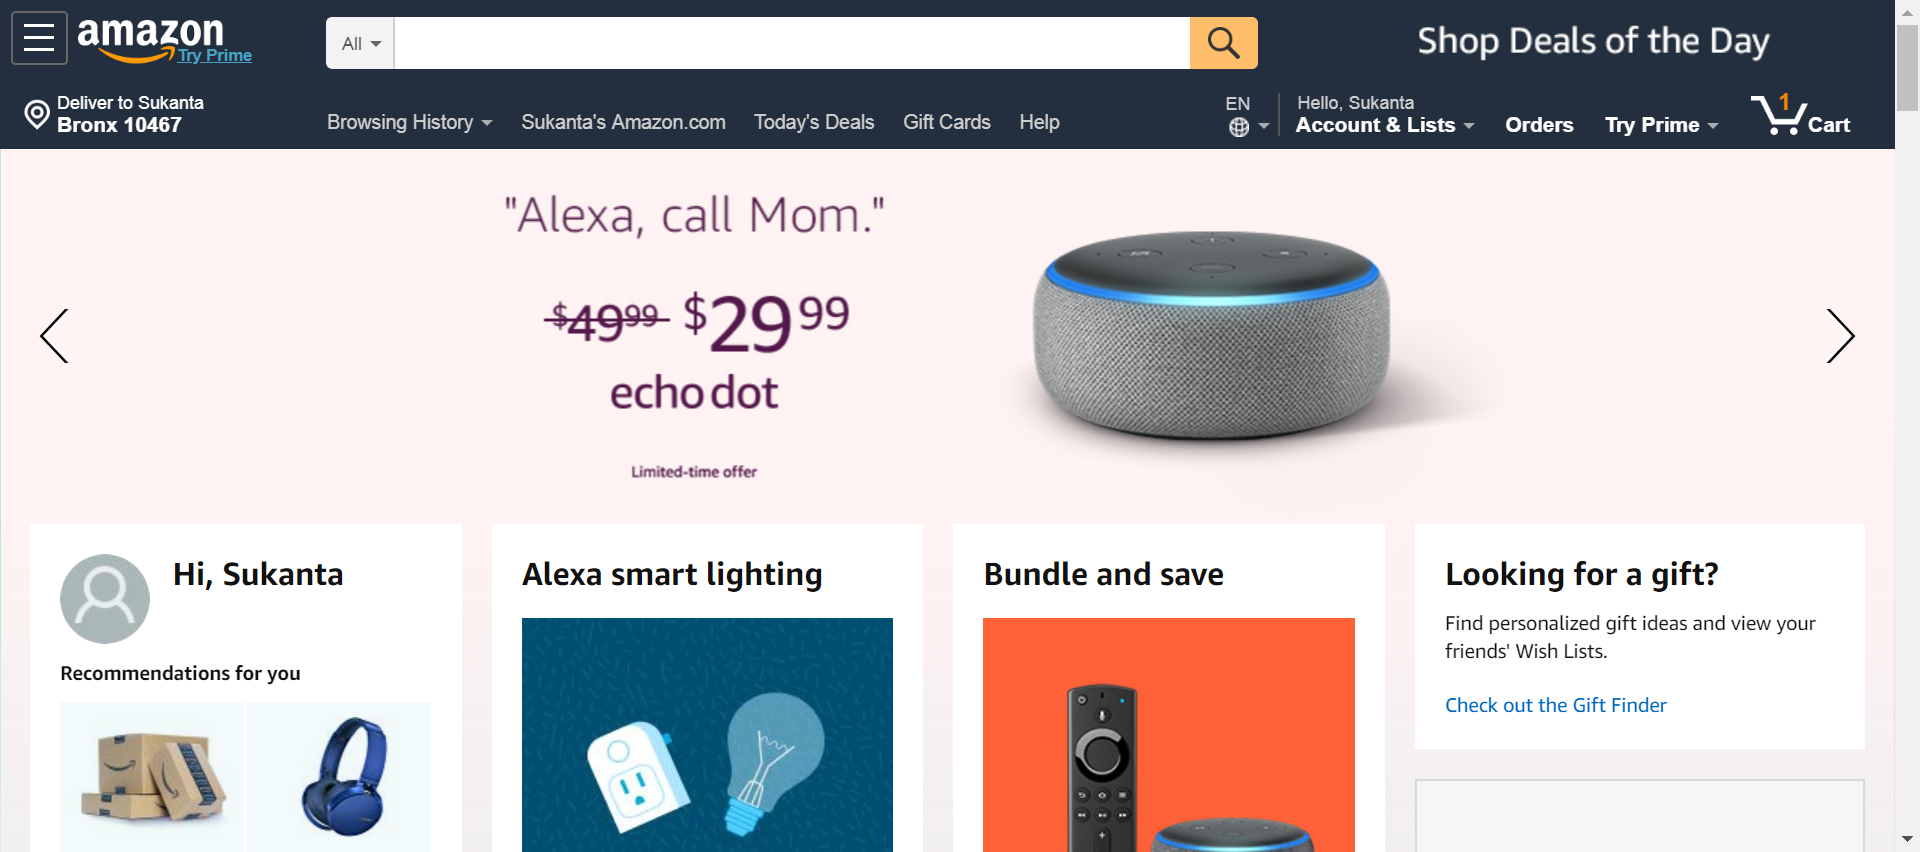 amazon
Try Prime
All
Shop Deals of the Day
Deliver to Sukanta
Bronx 10467
Browsing History
Sukanta's Amazon.com
Today's Deals
Gift Cards
Help
EN
Hello, Sukanta
Account & Lists
Orders
Try Prime
1
Cart
"Alexa, call Mom."
$49.99 $29.99
echo dot
Limited-time offer
Hi, Sukanta
Recommendations for you
Alexa smart lighting
Bundle and save
Looking for a gift?
Find personalized gift ideas and view your
friends' Wish Lists.
Check out the Gift Finder